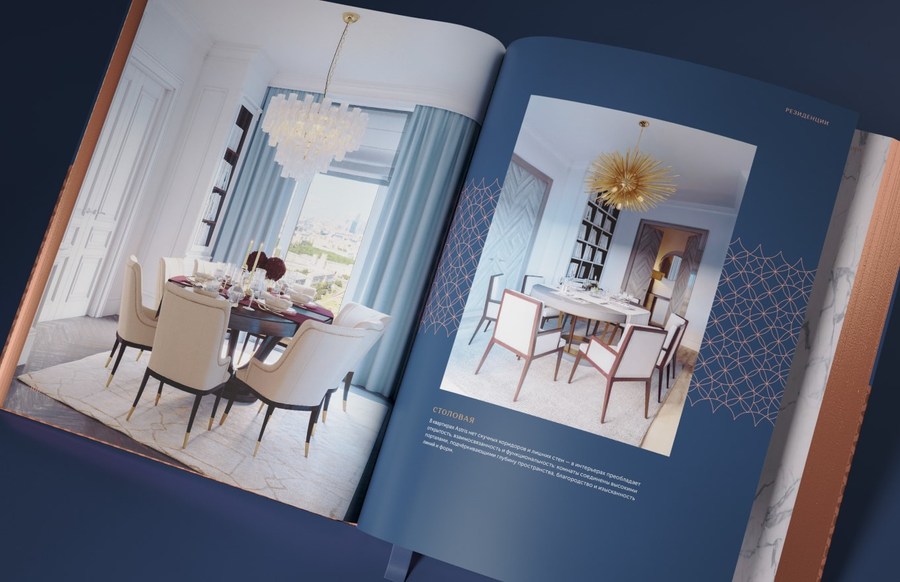 РЕЗИДЕНЦИИ
СТОЛОВАЯ
В квартирах Astra нет скучных коридоров и лишних стен — в интерьерах преобладает
открытость, взаимосвязанность и функциональность: комнаты соединены высокими
порталами, подчёркивающими глубину пространства, благородство и изысканность
линий и форм.